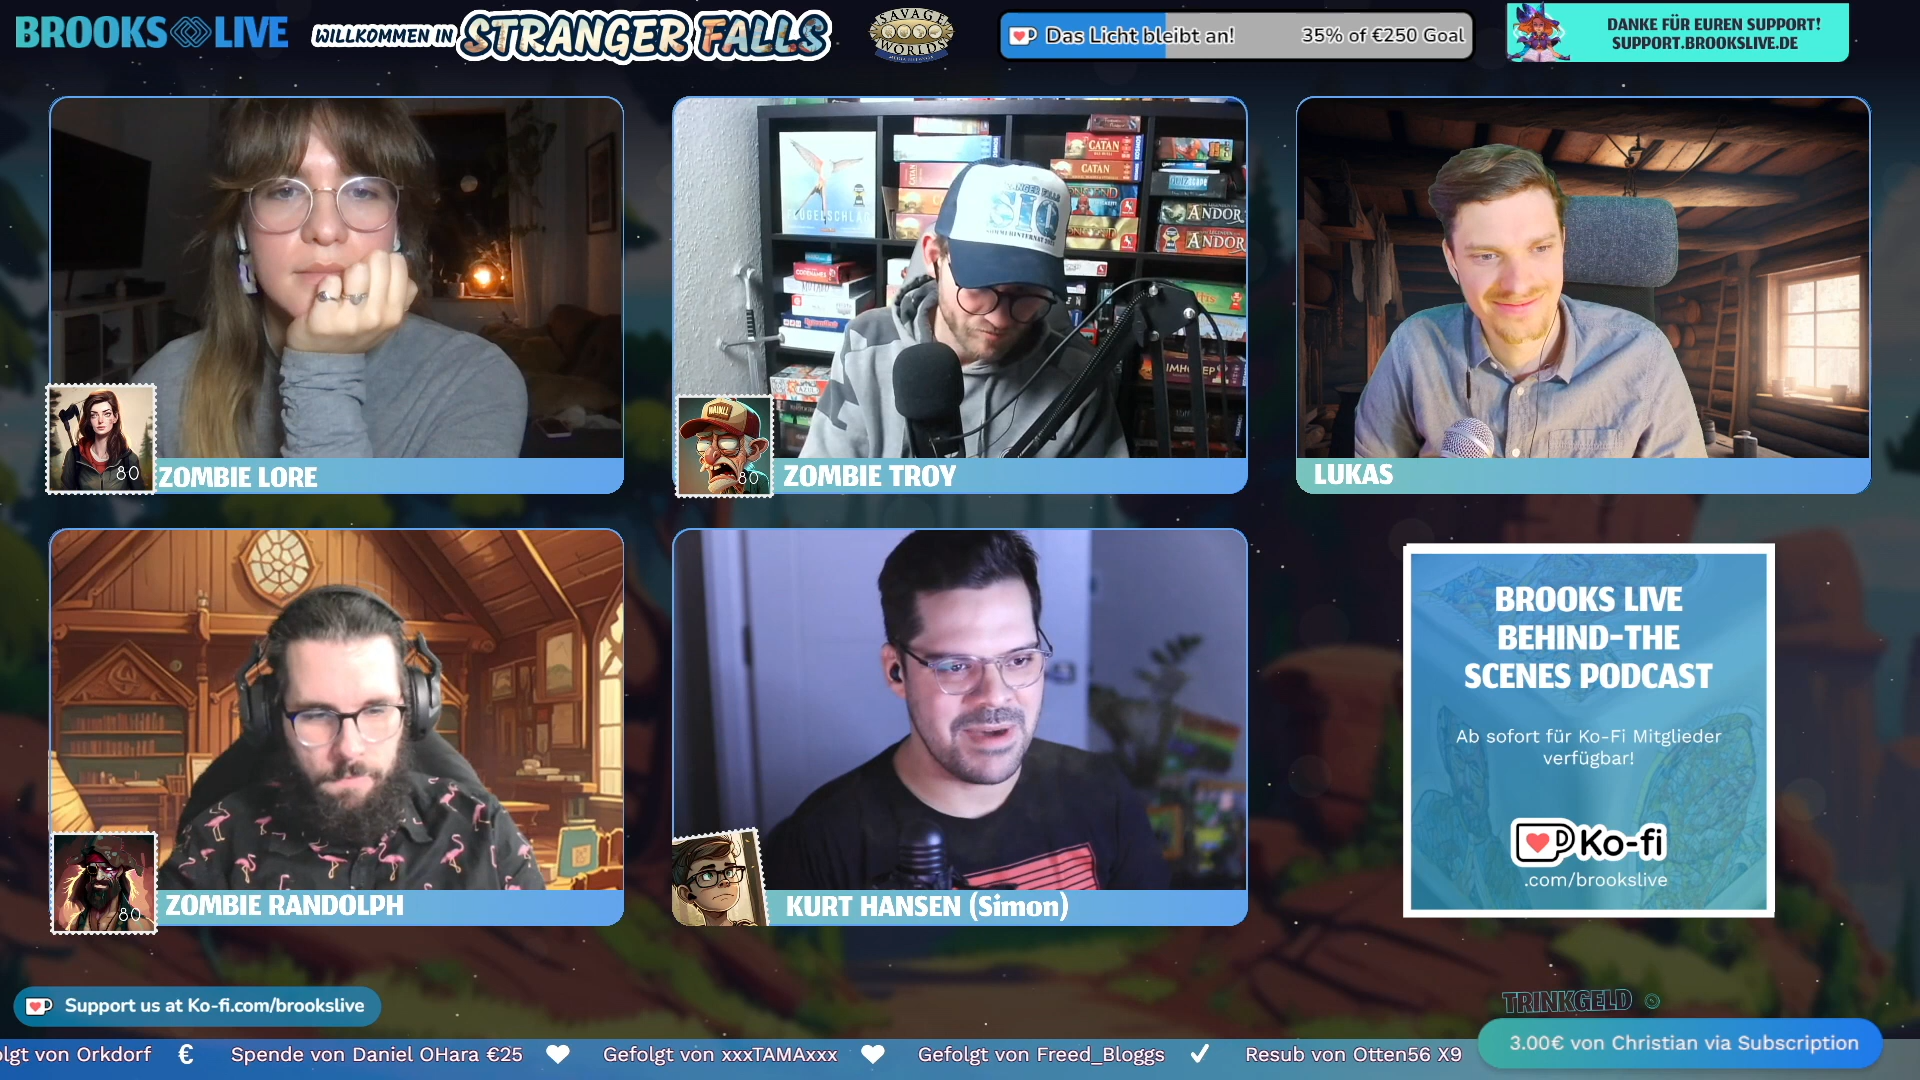 BROOKS LIVE
WILLKOMMEN IN STRANGER FALLS
SAVAGE WORLDS
Das Licht bleibt an! 35% of €250 Goal
DANKE FÜR EUREN SUPPORT!
SUPPORT.BROOKSLIVE.DE
FLÜGELSCHLAG
CATAN
CATAN
ANDOR
ANDOR
CODENAMES
IMHOTEP
80
ZOMBIE LORE
80
ZOMBIE TROY
LUKAS
BROOKS LIVE
BEHIND-THE
SCENES PODCAST
Ab sofort für Ko-Fi Mitglieder
verfügbar!
Ko-fi
.com/brookslive
80
ZOMBIE RANDOLPH
KURT HANSEN (Simon)
Support us at Ko-fi.com/brookslive
TRINKGELD
3.00€ von Christian via Subscription
olgt von Orkdorf € Spende von Daniel OHara €25 Gefolgt von xxxTAMAxxx Gefolgt von Freed_Bloggs Resub von Otten56 X9